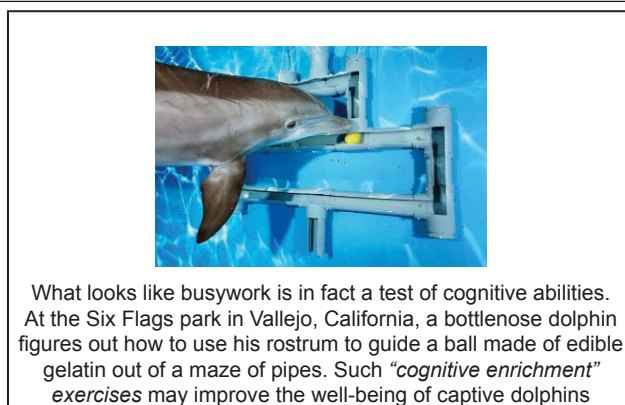 What looks like busywork is in fact a test of cognitive abilities.
At the Six Flags park in Vallejo, California, a bottlenose dolphin
figures out how to use his rostrum to guide a ball made of edible
gelatin out of a maze of pipes. Such “cognitive enrichment”
exercises may improve the well-being of captive dolphins